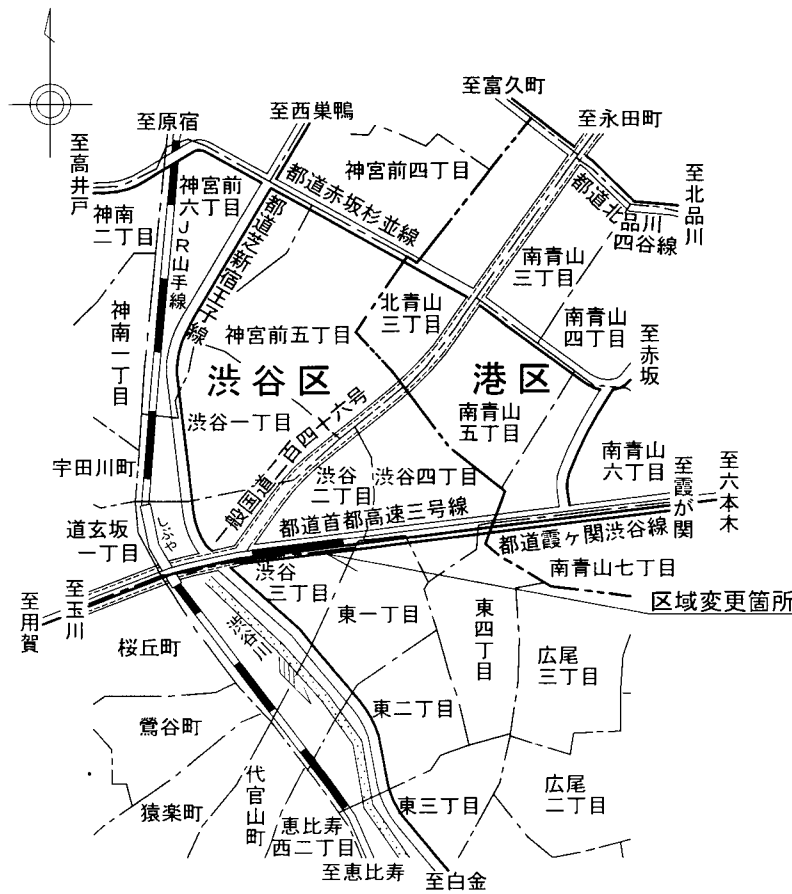 至富久町
至西巣鴨
至原宿
至永田町
至高井戸
神宮前四丁目
至北品川
神宮前
六丁目
都道赤坂杉並線
都道北品川
四谷線
神南
二丁目
JR山手線
都道芝新宿王子線
南青山
三丁目
北青山
三丁目
神南一丁目
神宮前五丁目
南青山
四丁目
至赤坂
渋谷区
港区
渋谷一丁目
一般国道二百四十六号
南青山
五丁目
宇田川町
渋谷
二丁目
渋谷四丁目
南青山
六丁目
至霞が関
至六本木
道玄坂
一丁目
しぶや
都道首都高速三号線
都道霞ヶ関渋谷線
渋谷
三丁目
南青山七丁目
至用賀
至玉川
東一丁目
東四丁目
区域変更箇所
桜丘町
渋谷川
広尾
三丁目
鶯谷町
東二丁目
猿楽町
代官山町
恵比寿
西二丁目
東三丁目
広尾
二丁目
至恵比寿
至白金